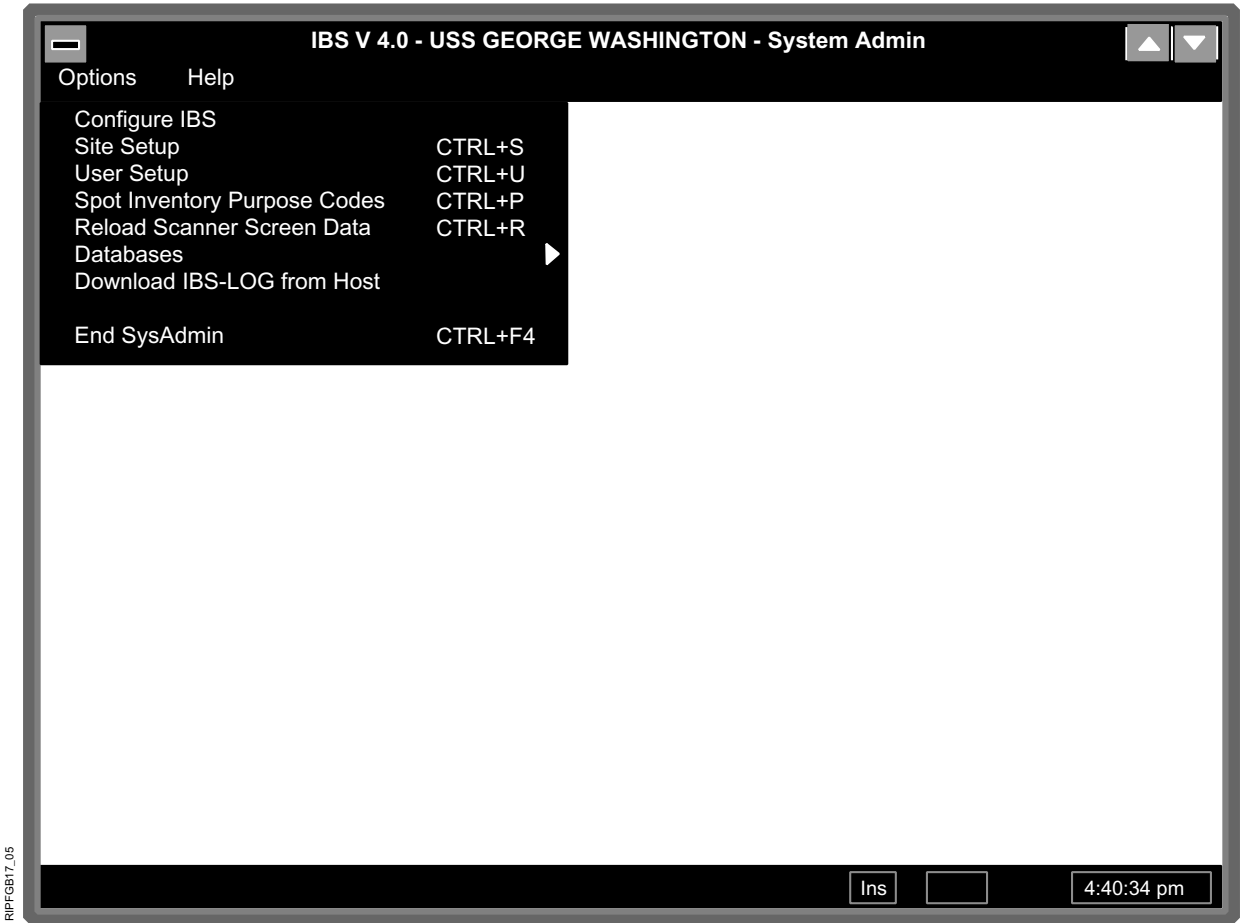 IBS V 4.0 - USS GEORGE WASHINGTON - System Admin
Options Help
Configure IBS
Site Setup CTRL+S
User Setup CTRL+U
Spot Inventory Purpose Codes CTRL+P
Reload Scanner Screen Data CTRL+R
Databases
Download IBS-LOG from Host
End SysAdmin CTRL+F4
Ins 4:40:34 pm
RIPFGB17_05